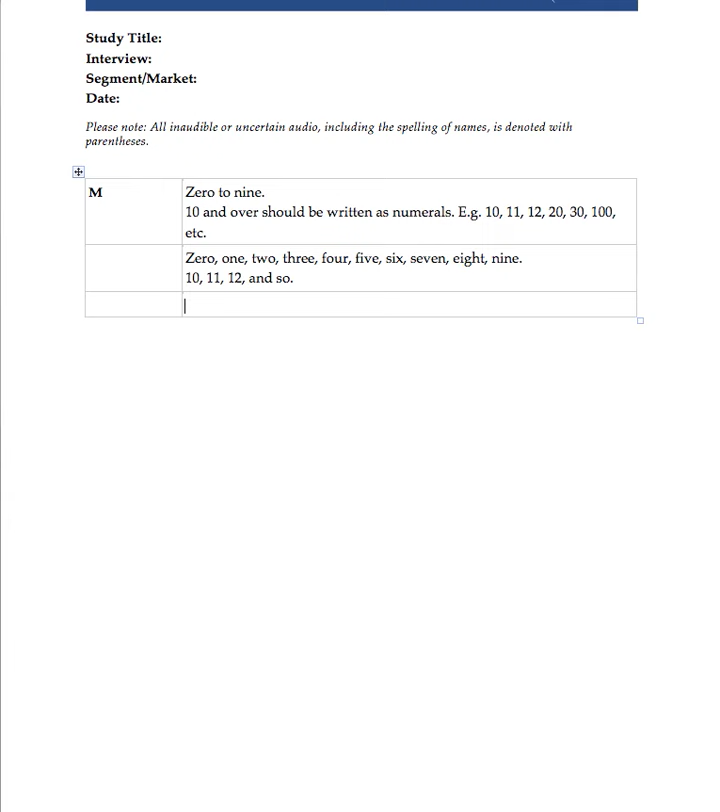 Study Title:
Interview:
Segment/Market:
Date:
Please note: All inaudible or uncertain audio, including the spelling of names, is denoted with
parentheses.
M
Zero to nine.
10 and over should be written as numerals. E.g. 10, 11, 12, 20, 30, 100,
etc.
Zero, one, two, three, four, five, six, seven, eight, nine.
10, 11, 12, and so.